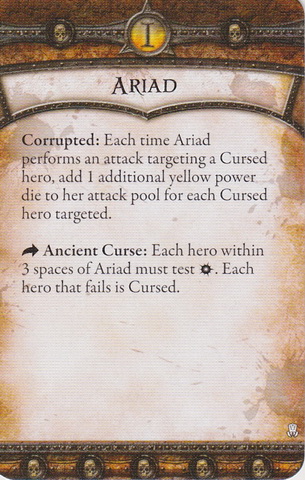 I
ARIAD
Corrupted: Each time Ariad
performs an attack targeting a Cursed
hero, add 1 additional yellow power
die to her attack pool for each Cursed
hero targeted.
Ancient Curse: Each hero within
3 spaces of Ariad must test. Each
hero that fails is Cursed.